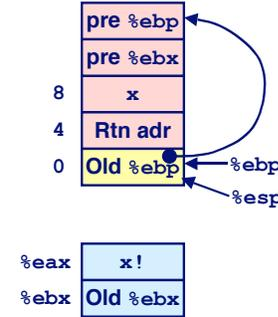 pre %ebp
pre %ebx
8 x
4 Rtn adr
0 Old %ebp %ebp
%esp
%eax x!
%ebx Old %ebx